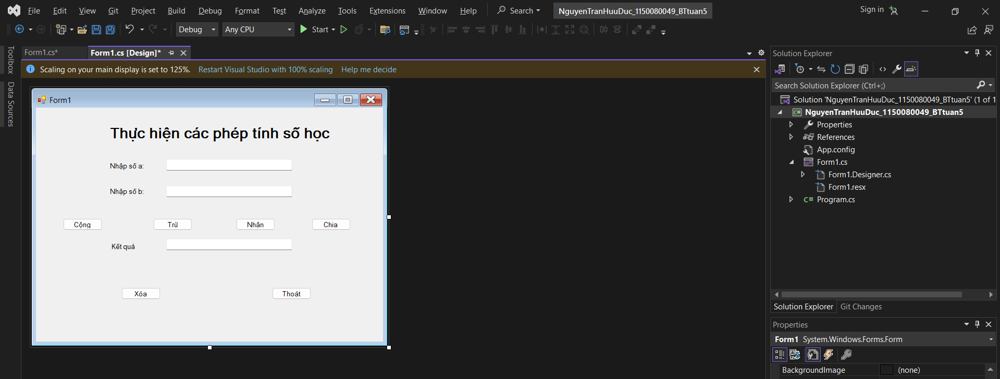 File Edit View Git Project Build Debug Format Test Analyze Tools Extensions Window Help Search NguyenTranHuuDuc_1150080049_BTtuan5 Sign in
Debug Any CPU Start
Toolbox
Data Sources
Form1.cs* Form1.cs [Design]*
Scaling on your main display is set to 125%. Restart Visual Studio with 100% scaling Help me decide
Form1
Thực hiện các phép tính số học
Nhập số a:
Nhập số b:
Cộng Trừ Nhân Chia
Kết quả
Xóa Thoát
Solution Explorer
Search Solution Explorer (Ctrl+;)
Solution 'NguyenTranHuuDuc_1150080049_BTtuan5' (1 of 1
C# NguyenTranHuuDuc_1150080049_BTtuan5
Properties
References
App.config
Form1.cs
Form1.Designer.cs
Form1.resx
C# Program.cs
Solution Explorer Git Changes
Properties
Form1 System.Windows.Forms.Form
BackgroundImage (none)